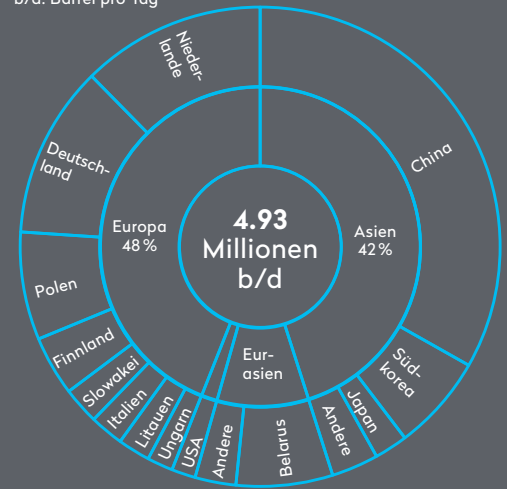 b/d: Barrel pro Tag
Nieder-
lande
China
Deutsch-
land
Europa
48 %
4.93
Millionen
b/d
Asien
42 %
Polen
Finnland
Slowakei
Italien
Litauen
Ungarn
USA
Eur-
asien
Andere
Belarus
Andere
Japan
Süd-
korea